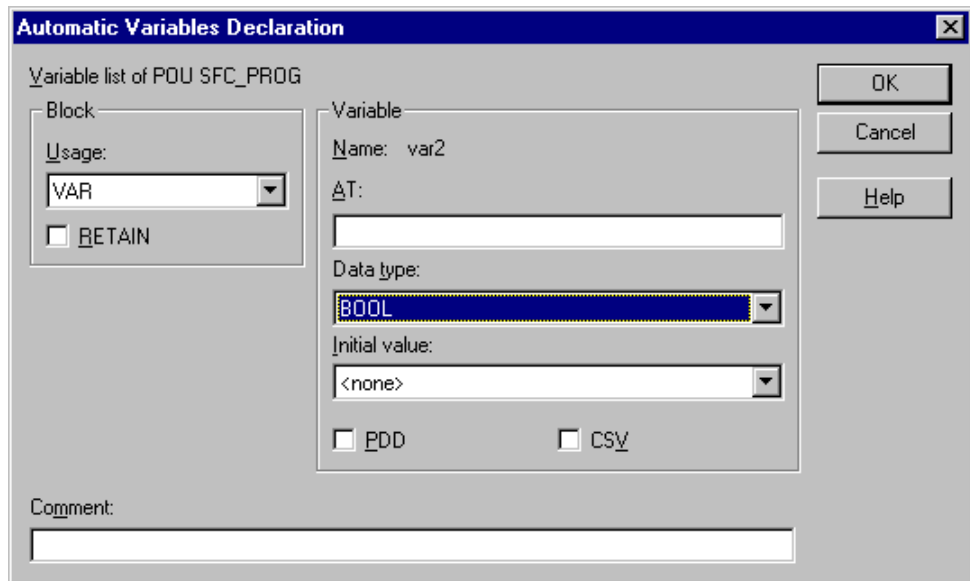 Automatic Variables Declaration
Variable list of POU SFC_PROG
Block
Usage:
VAR
RETAIN
Variable
Name: var2
AT:
Data type:
BOOL
Initial value:
<none>
PDD CSV
OK
Cancel
Help
Comment: